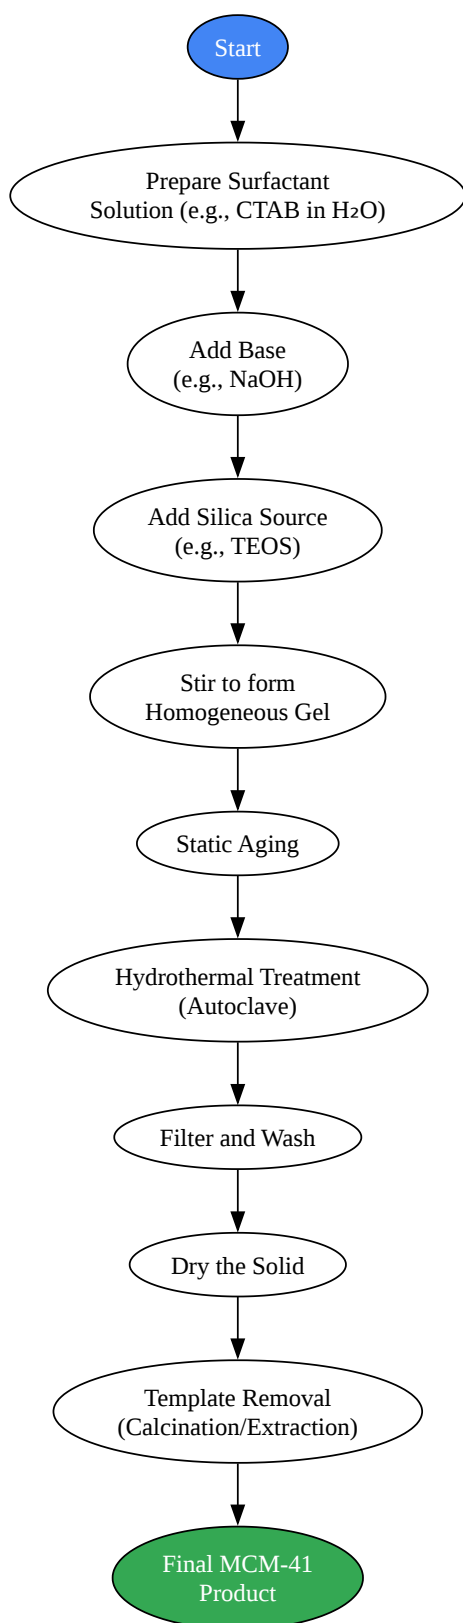 Start
Prepare Surfactant
Solution (e.g., CTAB in H₂O)
Add Base
(e.g., NaOH)
Add Silica Source
(e.g., TEOS)
Stir to form
Homogeneous Gel
Static Aging
Hydrothermal Treatment
(Autoclave)
Filter and Wash
Dry the Solid
Template Removal
(Calcination/Extraction)
Final MCM-41
Product